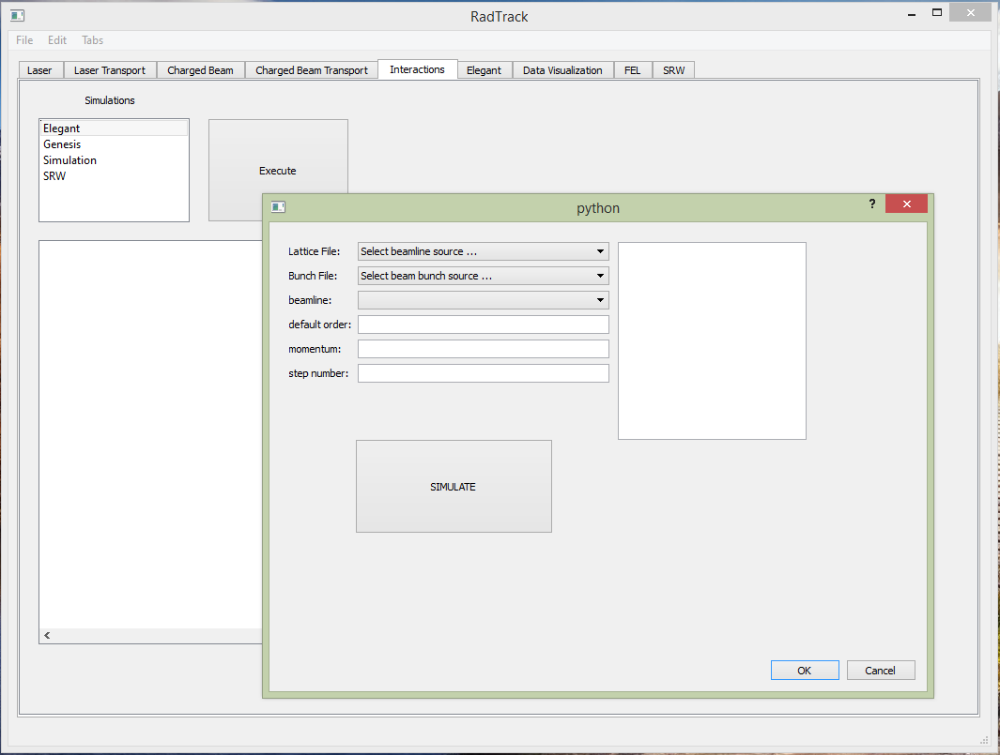 RadTrack
File Edit Tabs
Laser Laser Transport Charged Beam Charged Beam Transport Interactions Elegant Data Visualization FEL SRW
Simulations
Elegant
Genesis
Simulation
SRW
Execute
python
?
Lattice File: Select beamline source ...
Bunch File: Select beam bunch source ...
beamline:
default order:
momentum:
step number:
SIMULATE
OK Cancel